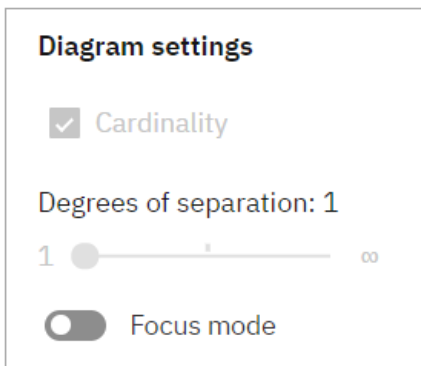 Diagram settings
Cardinality
Degrees of separation: 1
1 ∞
Focus mode